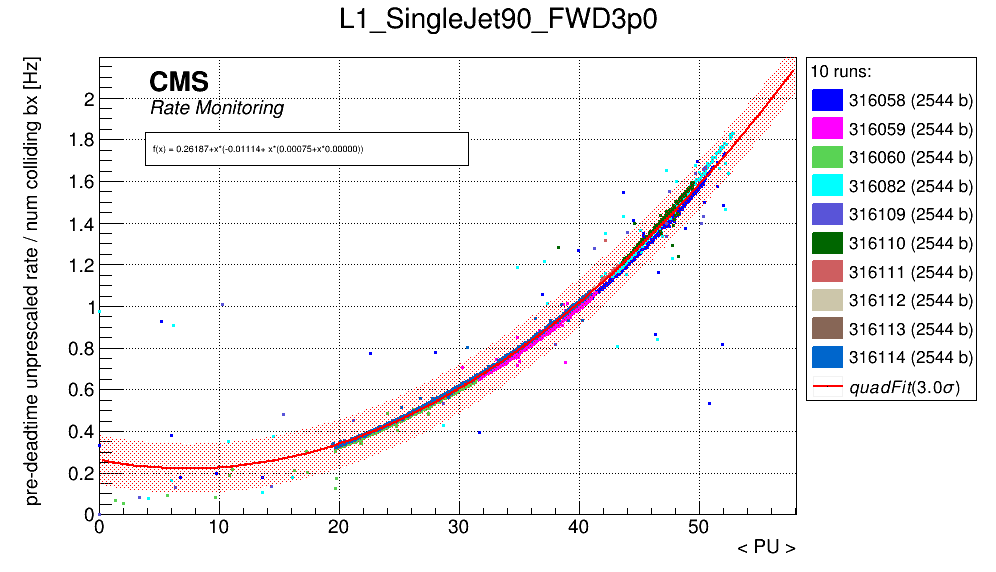 L1_SingleJet90_FWD3p0
pre-deadtime unprescaled rate / num colliding bx [Hz]
CMS
Rate Monitoring
f(x) = 0.26187+x*(-0.01114+ x*(0.00075+x*0.00000))
2
1.8
1.6
1.4
1.2
1
0.8
0.6
0.4
0.2
0
0 10 20 30 40 50
< PU >
10 runs:
316058 (2544 b)
316059 (2544 b)
316060 (2544 b)
316082 (2544 b)
316109 (2544 b)
316110 (2544 b)
316111 (2544 b)
316112 (2544 b)
316113 (2544 b)
316114 (2544 b)
quadFit(3.0σ)